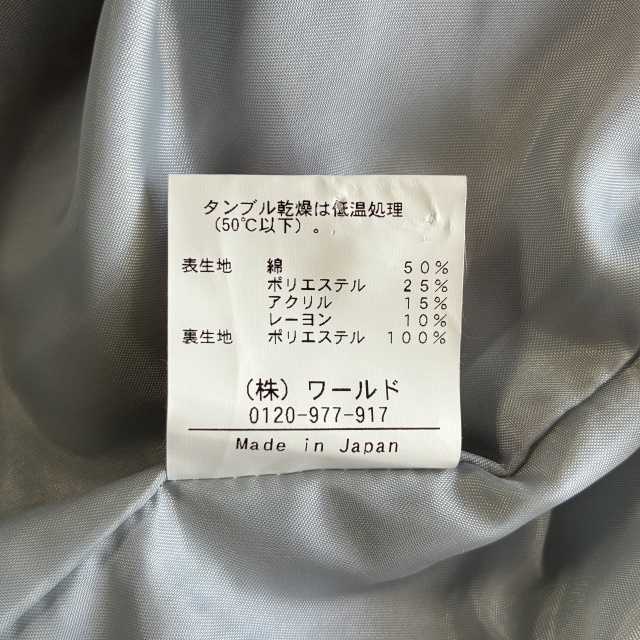 タンブル乾燥は低温処理
（50℃以下）。
表生地 綿 50%
ポリエステル 25%
アクリル 15%
レーヨン 10%
裏生地 ポリエステル 100%
（株）ワールド
0120-977-917
Made in Japan